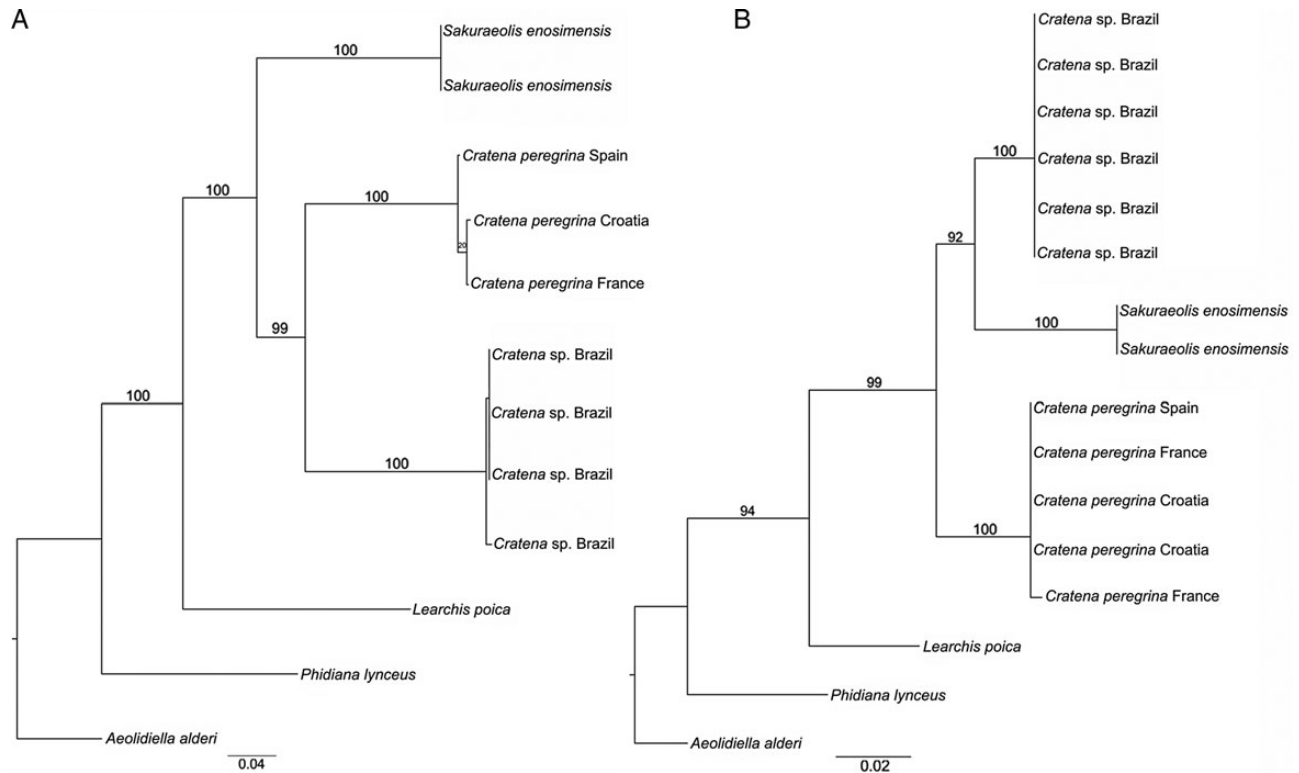 A
100
Sakuraeolis enosimensis
Sakuraeolis enosimensis
100
100
Cratena peregrina Spain
Cratena peregrina Croatia
20
Cratena peregrina France
99
100
Cratena sp. Brazil
Cratena sp. Brazil
Cratena sp. Brazil
100
Cratena sp. Brazil
Learchis poica
Phidiana lynceus
Aeolidiella alderi
0.04
B
Cratena sp. Brazil
Cratena sp. Brazil
Cratena sp. Brazil
100
Cratena sp. Brazil
Cratena sp. Brazil
92
Cratena sp. Brazil
Sakuraeolis enosimensis
100
Sakuraeolis enosimensis
99
Cratena peregrina Spain
Cratena peregrina France
Cratena peregrina Croatia
94
100
Cratena peregrina Croatia
Cratena peregrina France
Learchis poica
Phidiana lynceus
Aeolidiella alderi
0.02